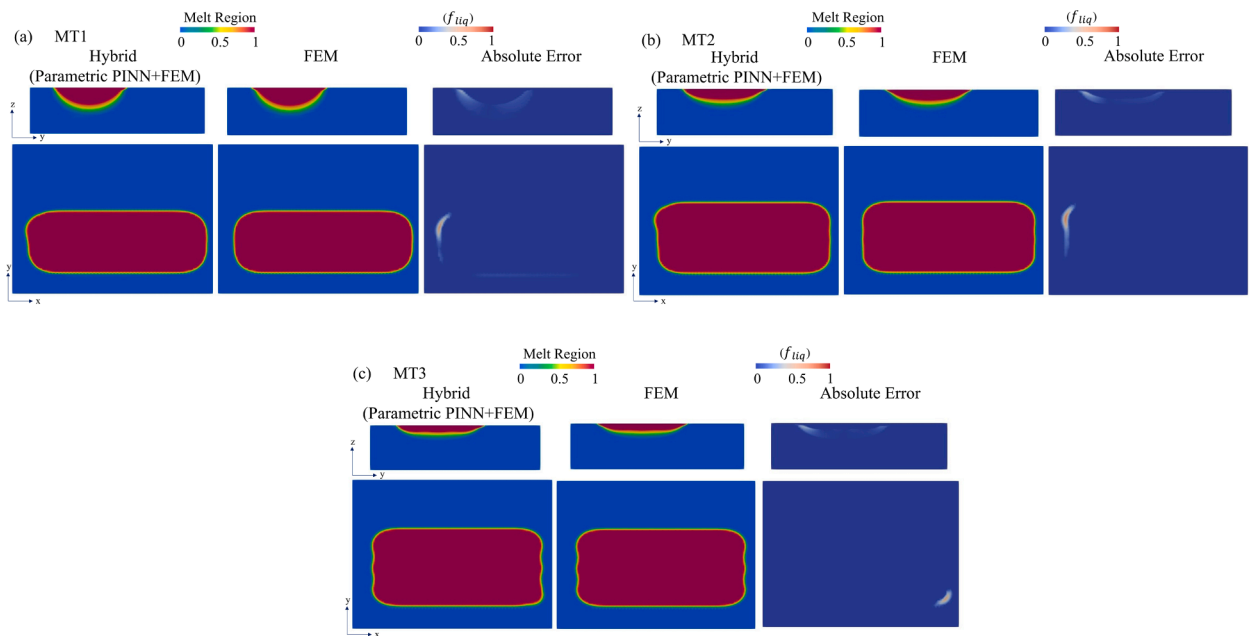 (a) MT1
Melt Region
0 0.5 1
(f_liq)
0 0.5 1
Hybrid
(Parametric PINN+FEM)
FEM
Absolute Error
z
y
y
x
(b) MT2
Melt Region
0 0.5 1
(f_liq)
0 0.5 1
Hybrid
(Parametric PINN+FEM)
FEM
Absolute Error
z
y
y
x
(c) MT3
Melt Region
0 0.5 1
(f_liq)
0 0.5 1
Hybrid
(Parametric PINN+FEM)
FEM
Absolute Error
z
y
y
x